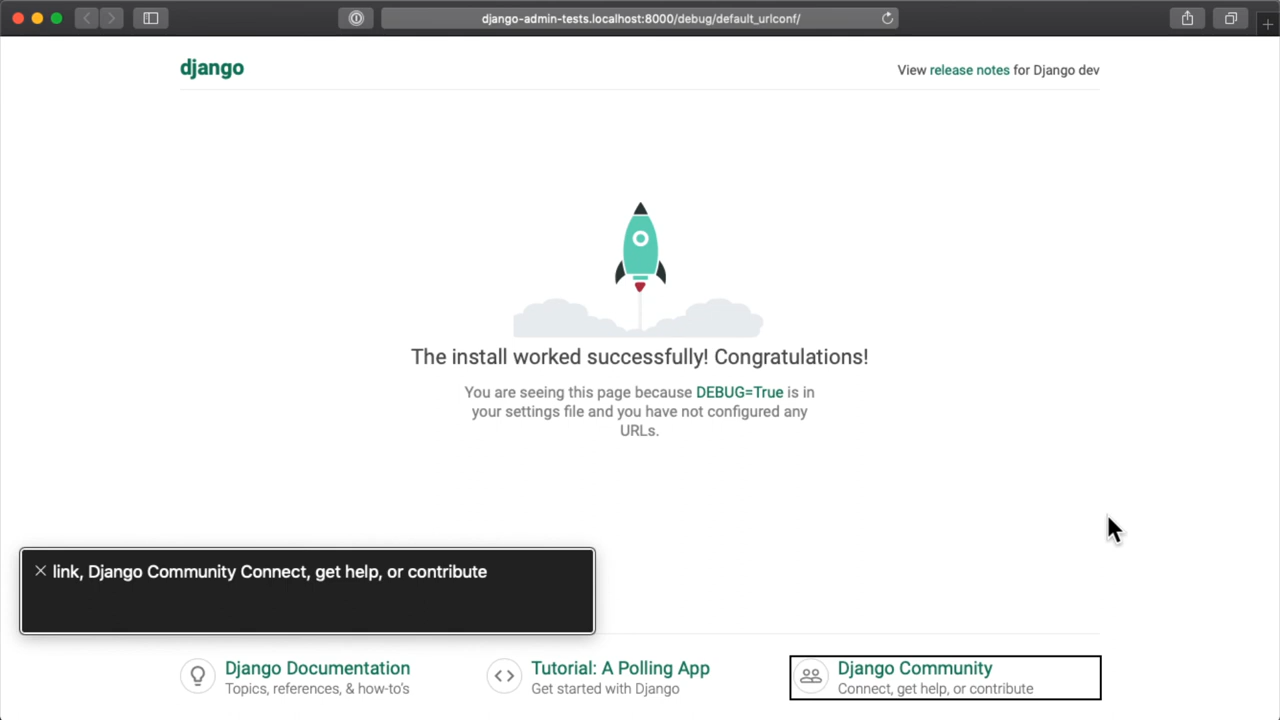 django-admin-tests.localhost:8000/debug/default_urlconf/
django
View release notes for Django dev
The install worked successfully! Congratulations!
You are seeing this page because DEBUG=True is in
your settings file and you have not configured any
URLs.
link, Django Community Connect, get help, or contribute
Django Documentation
Topics, references, & how-to's
Tutorial: A Polling App
Get started with Django
Django Community
Connect, get help, or contribute